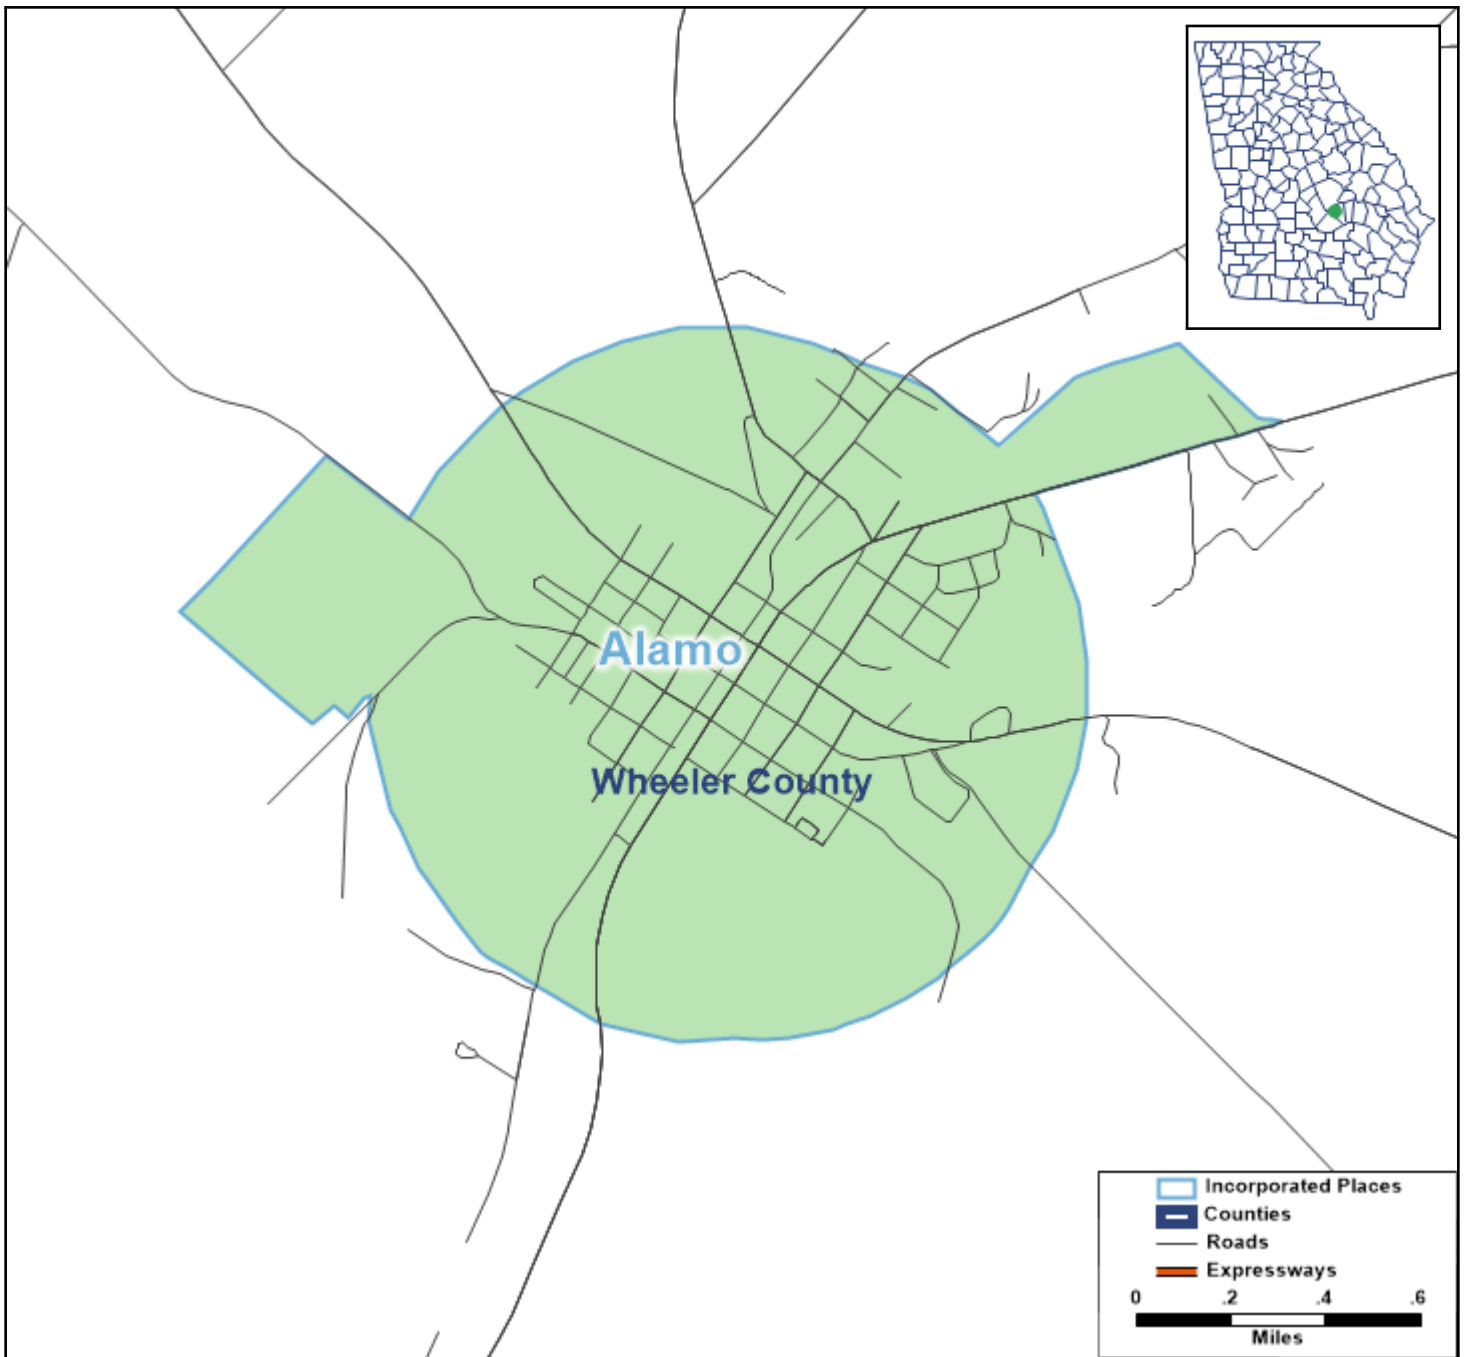 Alamo
Wheeler County
Incorporated Places
Counties
Roads
Expressways
0 .2 .4 .6
Miles